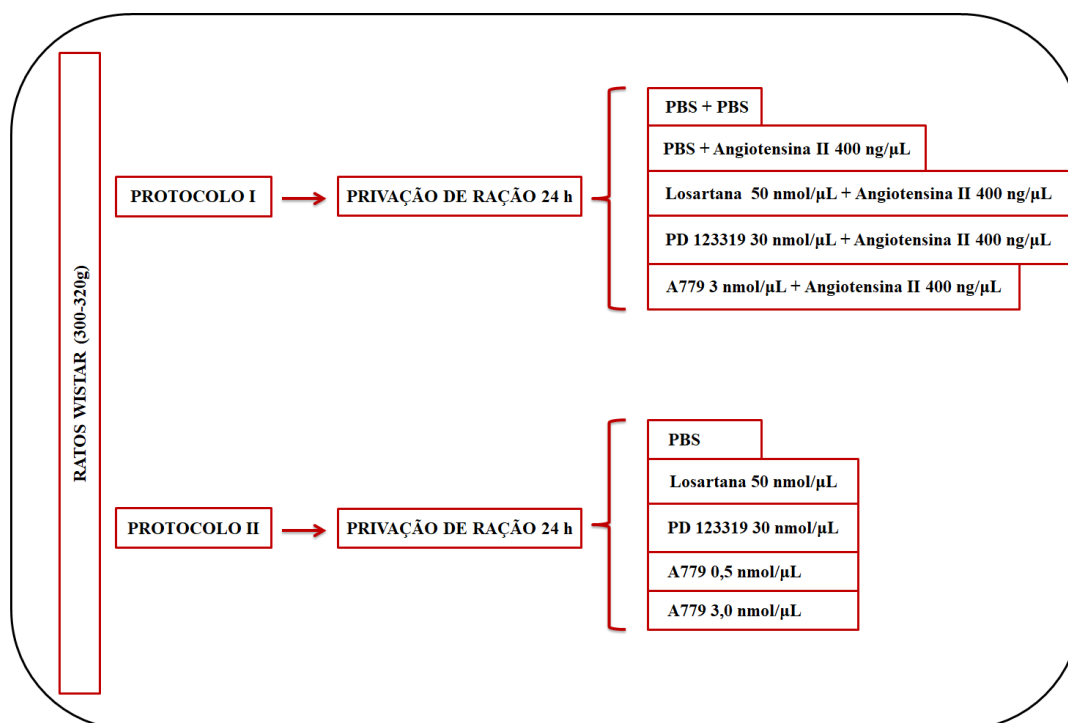 RATOS WISTAR (300-320g)
PROTOCOLO I
PRIVAÇÃO DE RAÇÃO 24 h
PBS + PBS
PBS + Angiotensina II 400 ng/µL
Losartana 50 nmol/µL + Angiotensina II 400 ng/µL
PD 123319 30 nmol/µL + Angiotensina II 400 ng/µL
A779 3 nmol/µL + Angiotensina II 400 ng/µL
PROTOCOLO II
PRIVAÇÃO DE RAÇÃO 24 h
PBS
Losartana 50 nmol/µL
PD 123319 30 nmol/µL
A779 0,5 nmol/µL
A779 3,0 nmol/µL